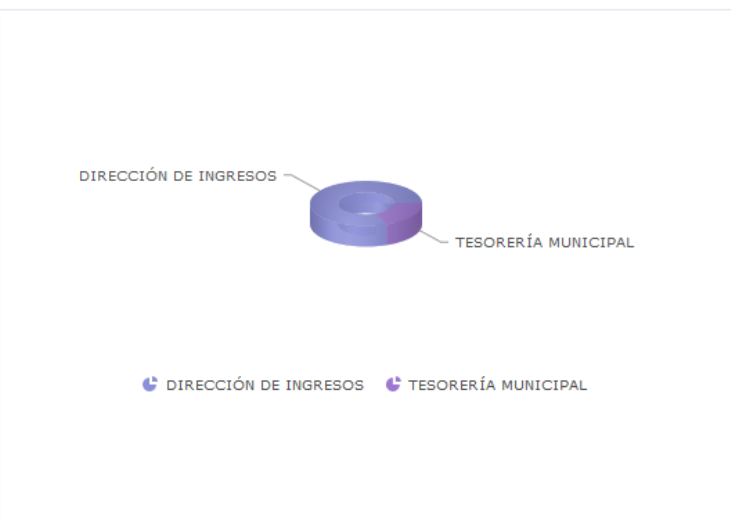 DIRECCIÓN DE INGRESOS
TESORERÍA MUNICIPAL
DIRECCIÓN DE INGRESOS TESORERÍA MUNICIPAL